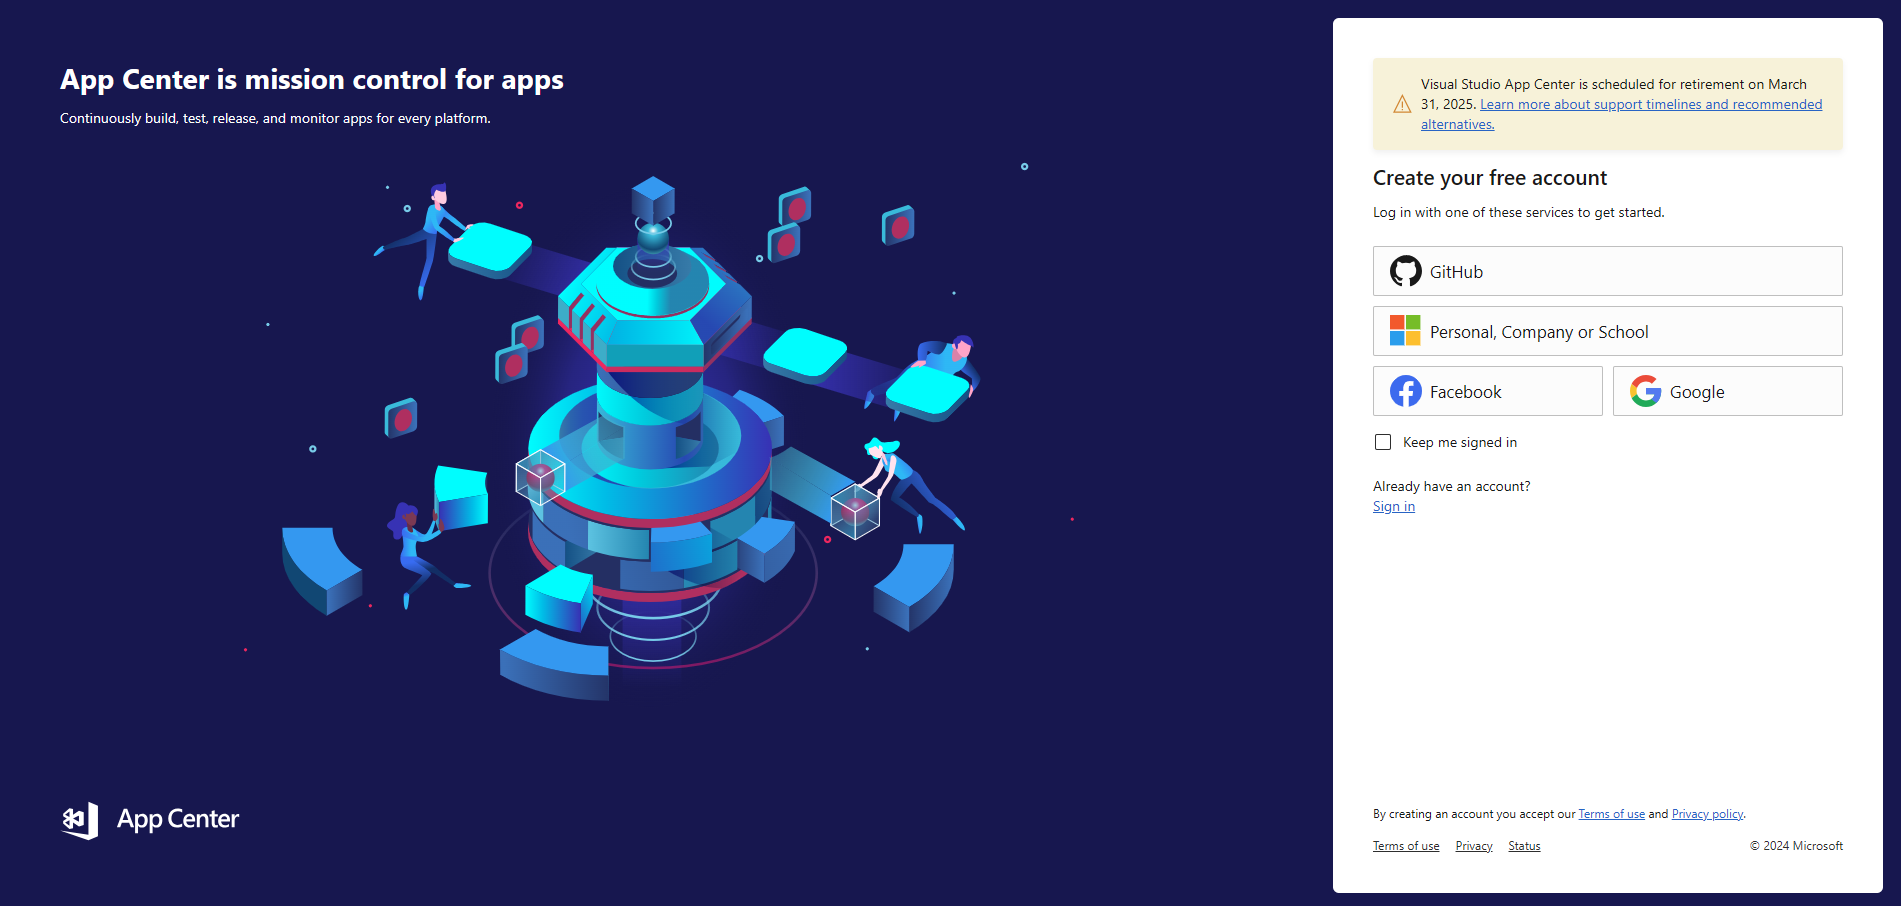 App Center is mission control for apps
Continuously build, test, release, and monitor apps for every platform.
App Center
Visual Studio App Center is scheduled for retirement on March
31, 2025. Learn more about support timelines and recommended
alternatives.
Create your free account
Log in with one of these services to get started.
GitHub
Personal, Company or School
Facebook
Google
Keep me signed in
Already have an account?
Sign in
By creating an account you accept our Terms of use and Privacy policy.
Terms of use Privacy Status © 2024 Microsoft